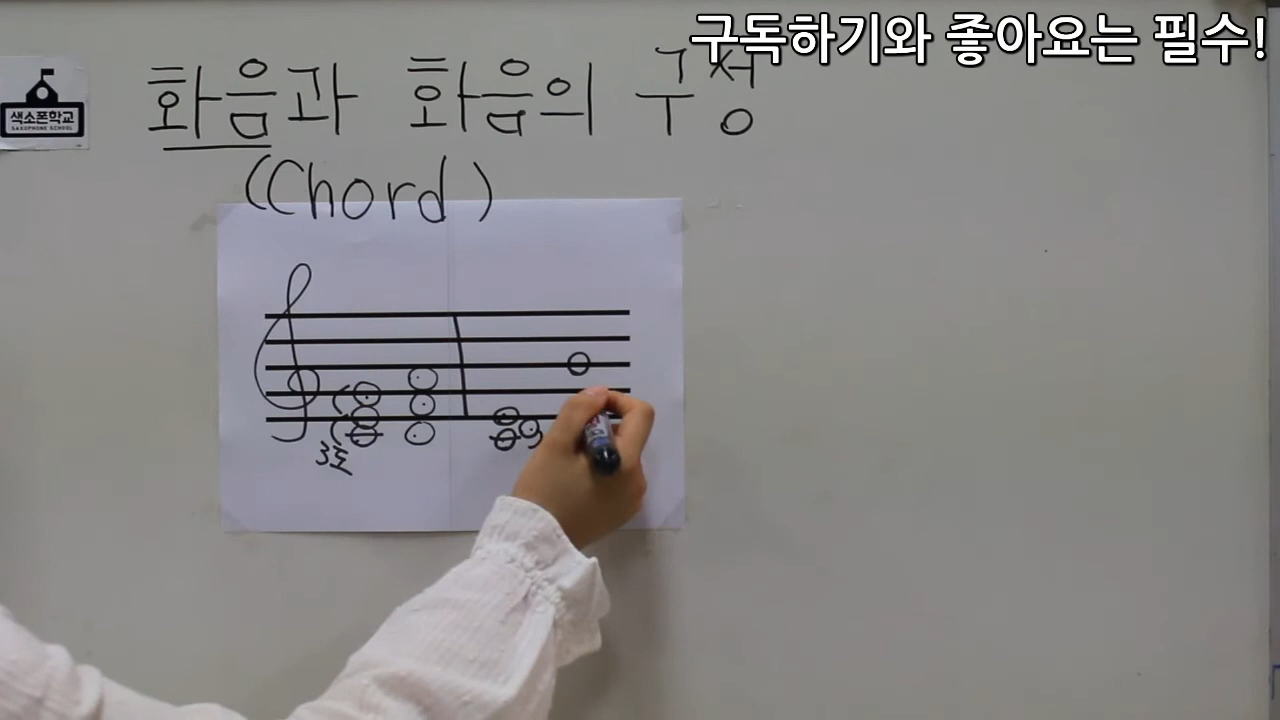 구독하기와 좋아요는 필수!
화음과 화음의 구성
(Chord)
색소폰학교
SAXOPHONE SCHOOL
3도